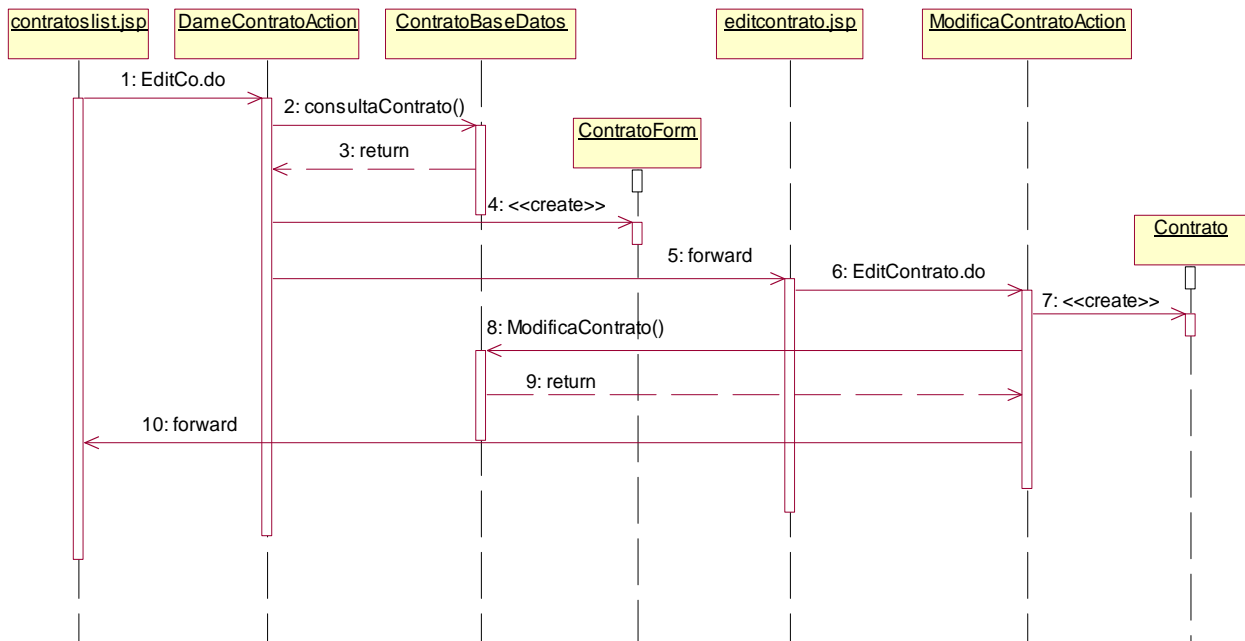 contratoslist.jsp
DameContratoAction
ContratoBaseDatos
editcontrato.jsp
ModificaContratoAction
1: EditCo.do
2: consultaContrato()
ContratoForm
3: return
4: <<create>>
Contrato
5: forward
6: EditContrato.do
7: <<create>>
8: ModificaContrato()
9: return
10: forward